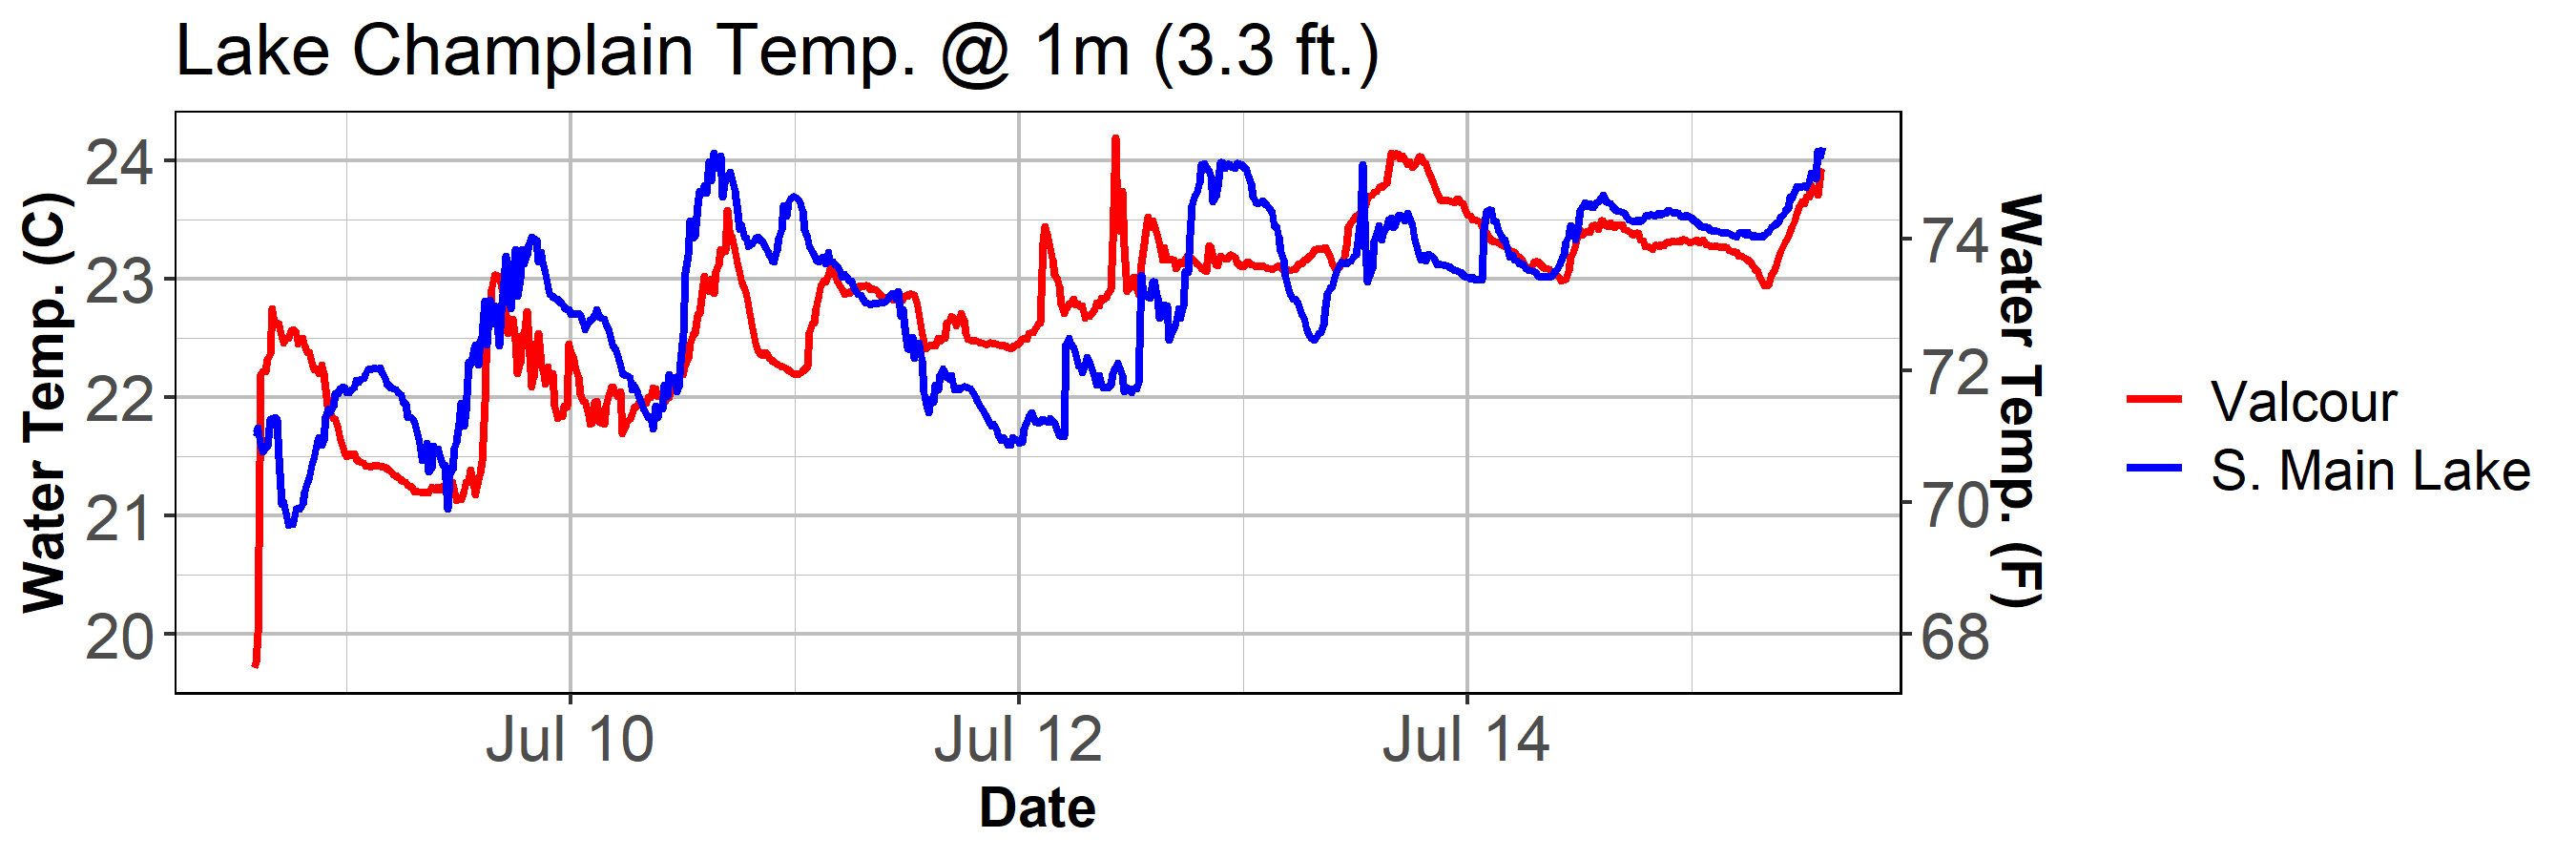 Lake Champlain Temp. @ 1m (3.3 ft.)
Water Temp. (C)
24
23
22
21
20
74
72
70
68
Water Temp. (F)
Jul 10
Jul 12
Jul 14
Date
Valcour
S. Main Lake